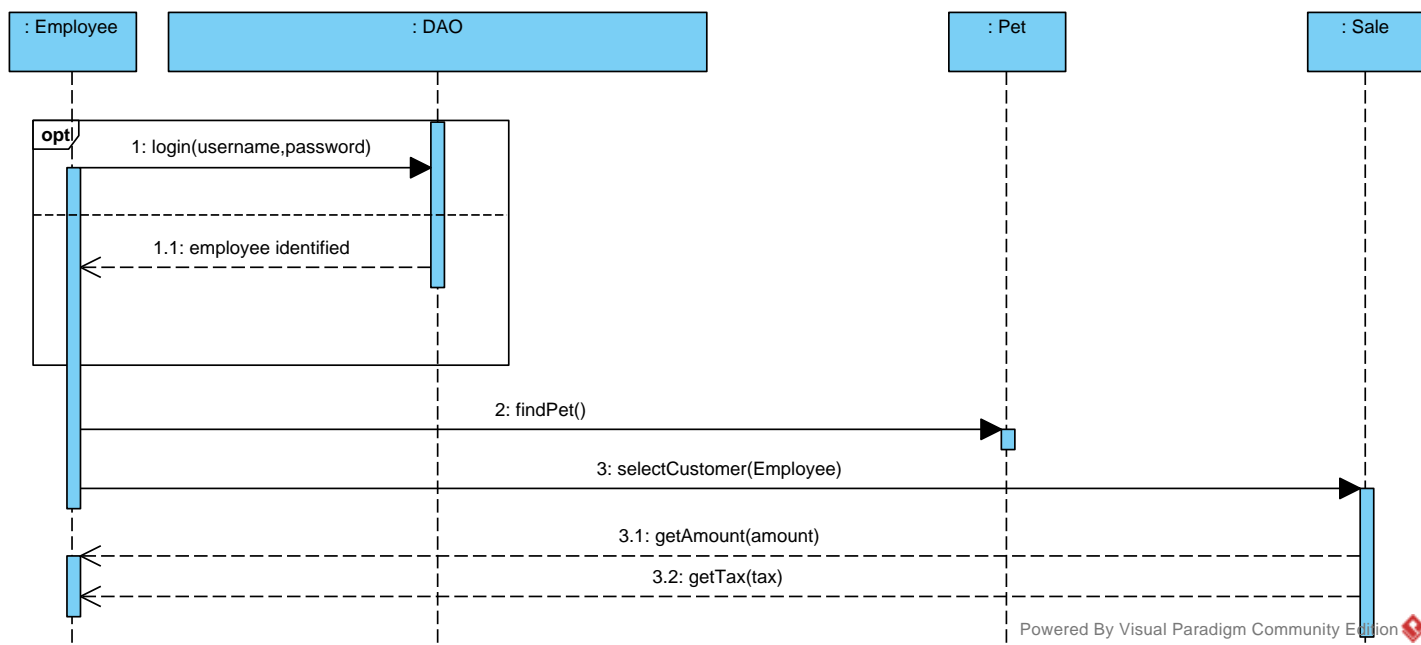 : Employee
: DAO
: Pet
: Sale
opt
1: login(username,password)
1.1: employee identified
2: findPet()
3: selectCustomer(Employee)
3.1: getAmount(amount)
3.2: getTax(tax)
Powered By Visual Paradigm Community Edition